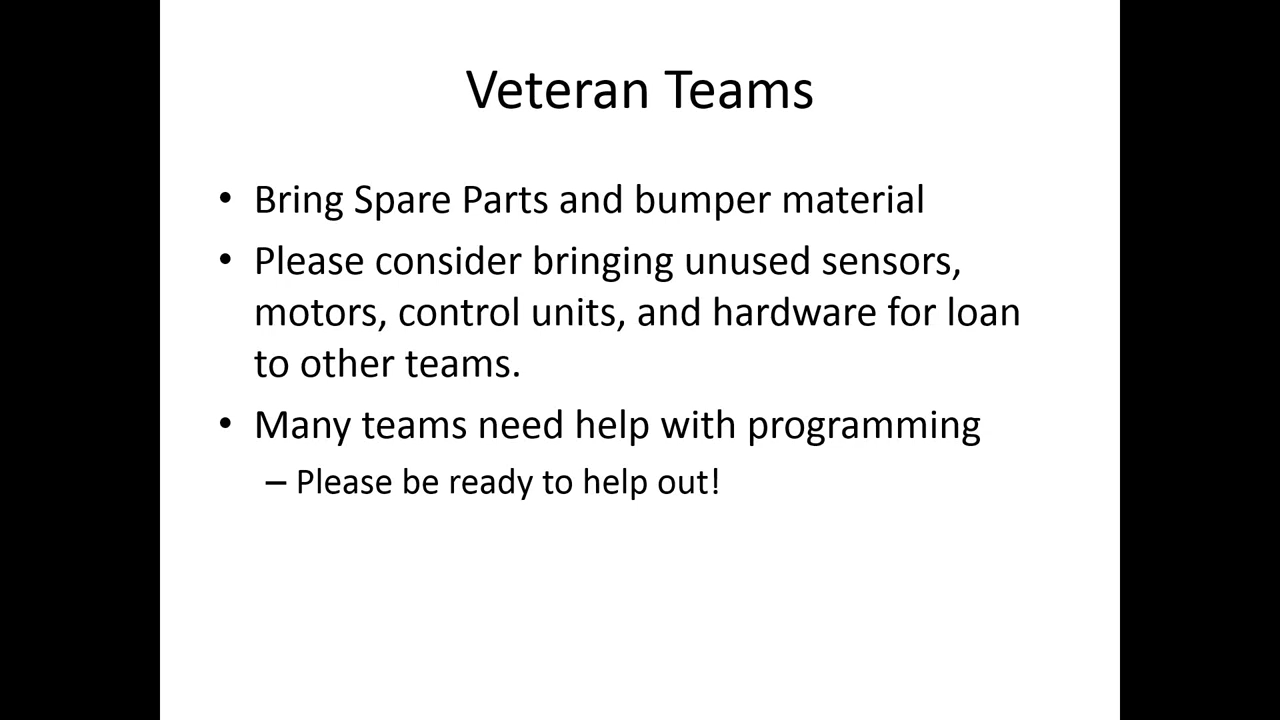 Veteran Teams
• Bring Spare Parts and bumper material
• Please consider bringing unused sensors,
motors, control units, and hardware for loan
to other teams.
• Many teams need help with programming
– Please be ready to help out!